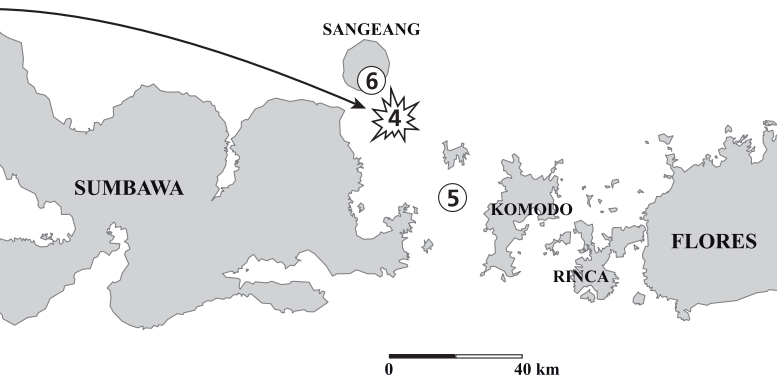 SANGEANG
6
4
SUMBAWA
5
KOMODO
FLORES
RINCA
0 40 km